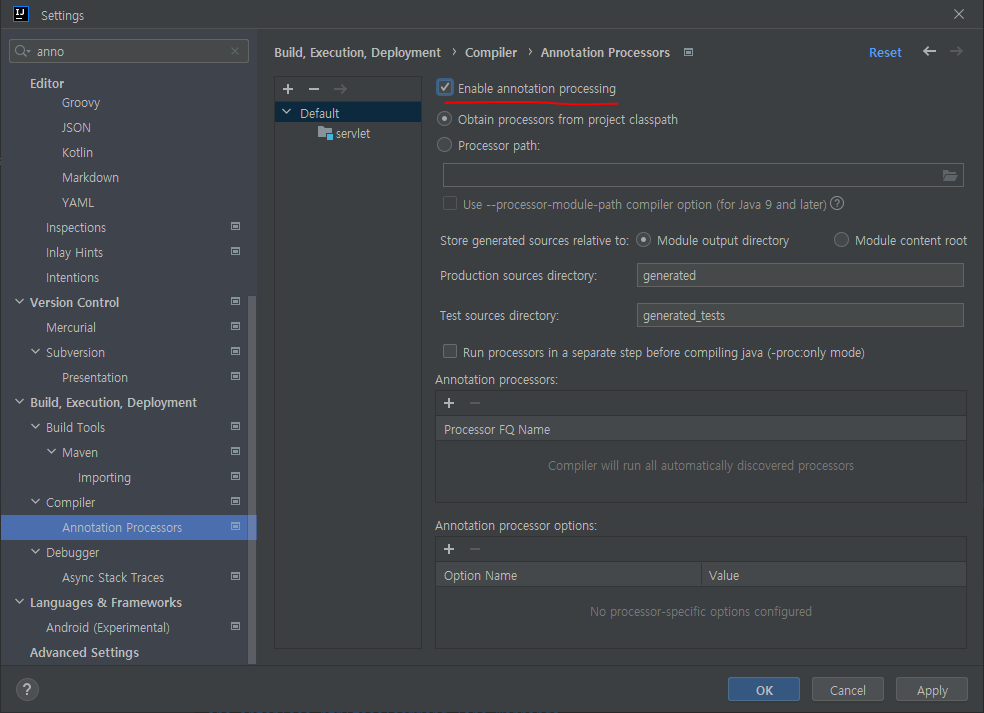 Settings
anno
Build, Execution, Deployment › Compiler › Annotation Processors
Reset
Editor
Groovy
JSON
Kotlin
Markdown
YAML
Inspections
Inlay Hints
Intentions
Version Control
Mercurial
Subversion
Presentation
Build, Execution, Deployment
Build Tools
Maven
Importing
Compiler
Annotation Processors
Debugger
Async Stack Traces
Languages & Frameworks
Android (Experimental)
Advanced Settings
Default
servlet
Enable annotation processing
Obtain processors from project classpath
Processor path:
Use --processor-module-path compiler option (for Java 9 and later)
Store generated sources relative to: Module output directory Module content root
Production sources directory: generated
Test sources directory: generated_tests
Run processors in a separate step before compiling java (-proc:only mode)
Annotation processors:
Processor FQ Name
Compiler will run all automatically discovered processors
Annotation processor options:
Option Name Value
No processor-specific options configured
?
OK Cancel Apply